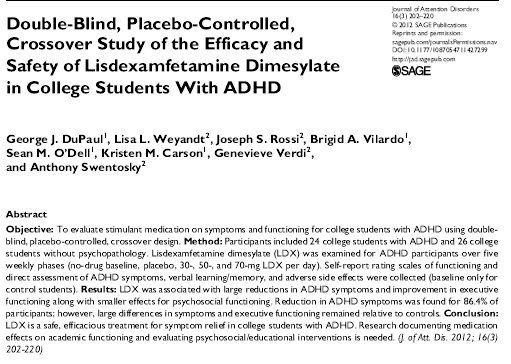 Double-Blind, Placebo-Controlled,
Crossover Study of the Efficacy and
Safety of Lisdexamfetamine Dimesylate
in College Students With ADHD
Journal of Attention Disorders
16(3) 202–220
© 2012 SAGE Publications
Reprints and permission:
sagepub.com/journalsPermissions.nav
DOI: 10.1177/1087054711427299
http://jad.sagepub.com
SAGE
George J. DuPaul1, Lisa L. Weyandt2, Joseph S. Rossi2, Brigid A. Vilardo1,
Sean M. O'Dell1, Kristen M. Carson1, Genevieve Verdi2,
and Anthony Swentosky2
Abstract
Objective: To evaluate stimulant medication on symptoms and functioning for college students with ADHD using double-
blind, placebo-controlled, crossover design. Method: Participants included 24 college students with ADHD and 26 college
students without psychopathology. Lisdexamfetamine dimesylate (LDX) was examined for ADHD participants over five
weekly phases (no-drug baseline, placebo, 30-, 50-, and 70-mg LDX per day). Self-report rating scales of functioning and
direct assessment of ADHD symptoms, verbal learning/memory, and adverse side effects were collected (baseline only for
control students). Results: LDX was associated with large reductions in ADHD symptoms and improvement in executive
functioning along with smaller effects for psychosocial functioning. Reduction in ADHD symptoms was found for 86.4% of
participants; however, large differences in symptoms and executive functioning remained relative to controls. Conclusion:
LDX is a safe, efficacious treatment for symptom relief in college students with ADHD. Research documenting medication
effects on academic functioning and evaluating psychosocial/educational interventions is needed. (J. of Att. Dis. 2012; 16(3)
202-220)